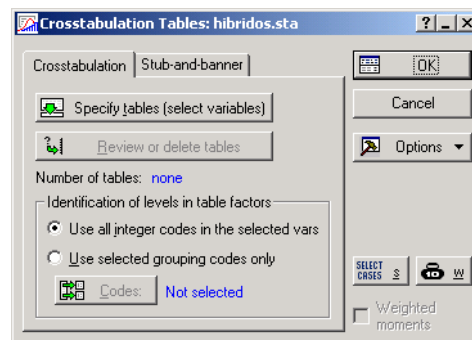 Crosstabulation Tables: hibridos.sta
Crosstabulation
Stub-and-banner
Specify tables (select variables)
Review or delete tables
Number of tables: none
Identification of levels in table factors
Use all integer codes in the selected vars
Use selected grouping codes only
Codes: Not selected
OK
Cancel
Options
SELECT CASES S
W
Weighted moments